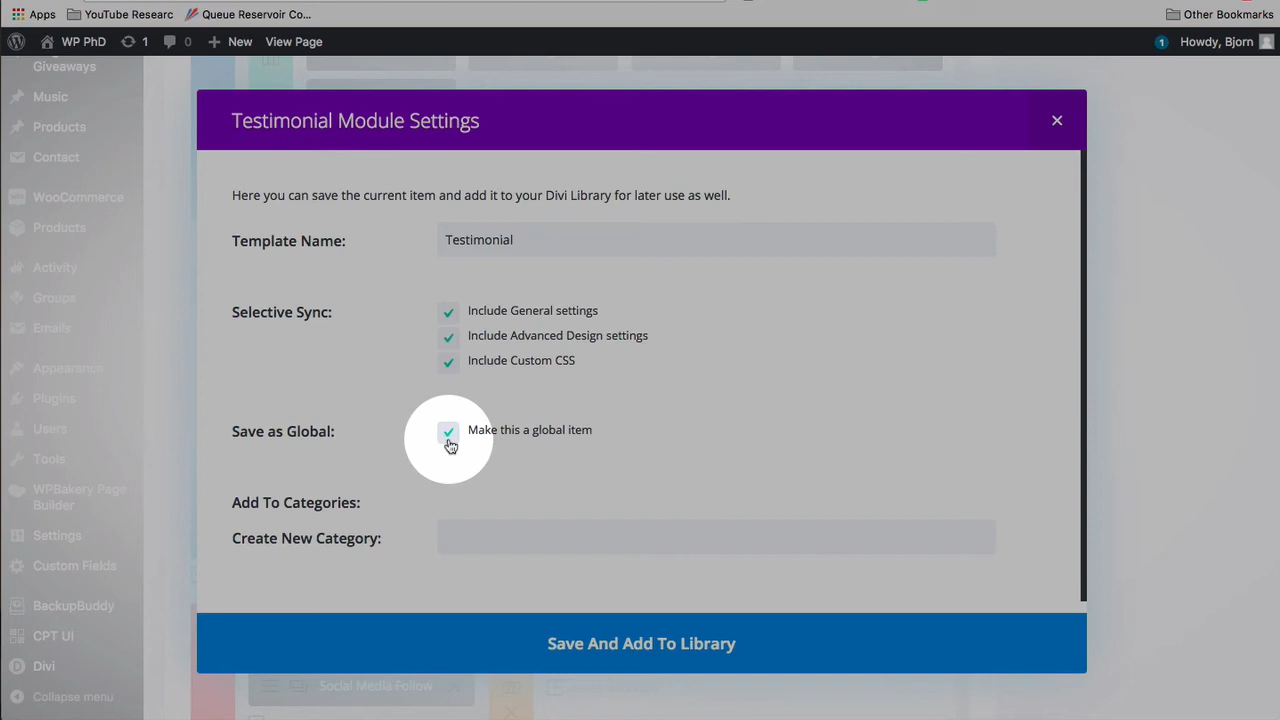 Apps
YouTube Researc
Queue Reservoir Co...
Other Bookmarks
WP PhD
1
0
New
View Page
1
Howdy, Bjorn
Giveaways
Music
Products
Contact
WooCommerce
Products
Activity
Groups
Emails
Appearance
Plugins
Users
Tools
WPBakery Page
Builder
Settings
Custom Fields
BackupBuddy
CPT UI
Divi
Collapse menu
Testimonial Module Settings
Here you can save the current item and add it to your Divi Library for later use as well.
Template Name:
Testimonial
Selective Sync:
Include General settings
Include Advanced Design settings
Include Custom CSS
Save as Global:
Make this a global item
Add To Categories:
Create New Category:
Save And Add To Library
Social Media Follow